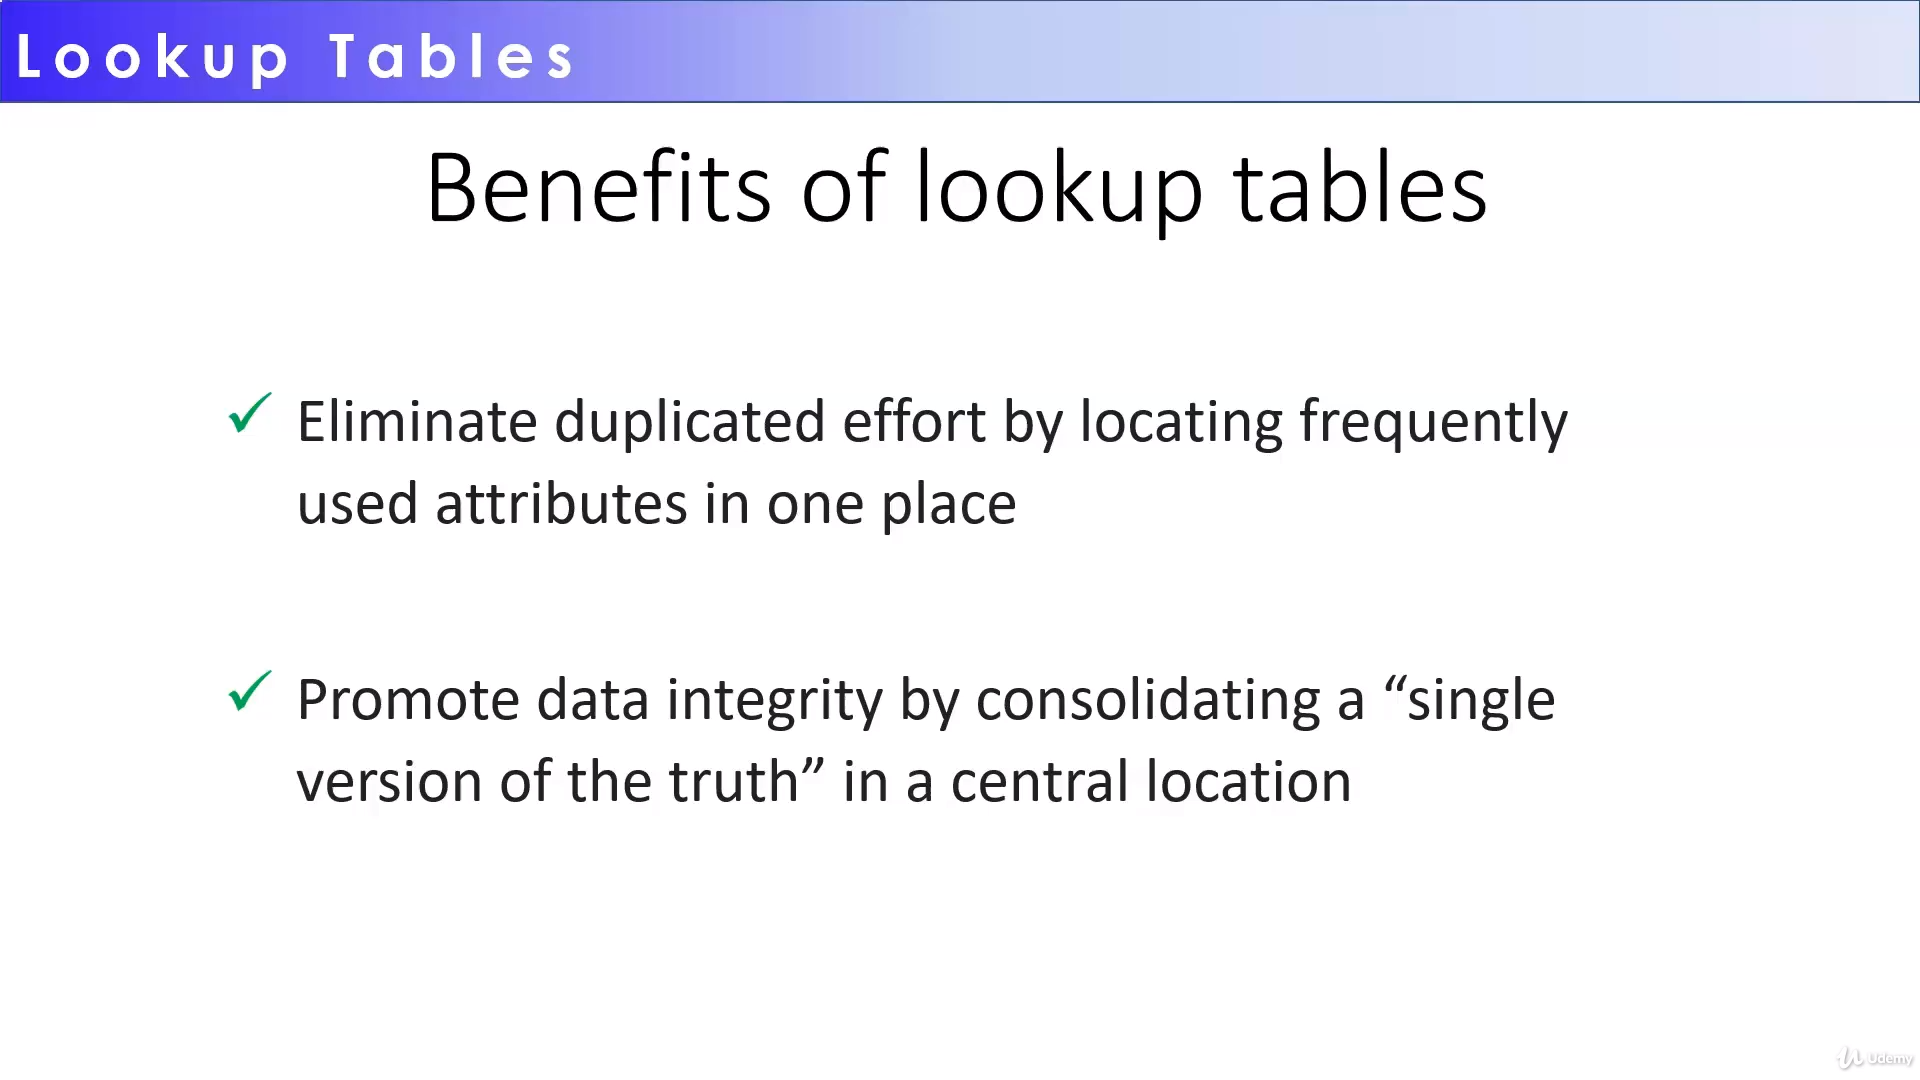 Lookup Tables
Benefits of lookup tables
✓ Eliminate duplicated effort by locating frequently
used attributes in one place
✓ Promote data integrity by consolidating a “single
version of the truth” in a central location
Udemy